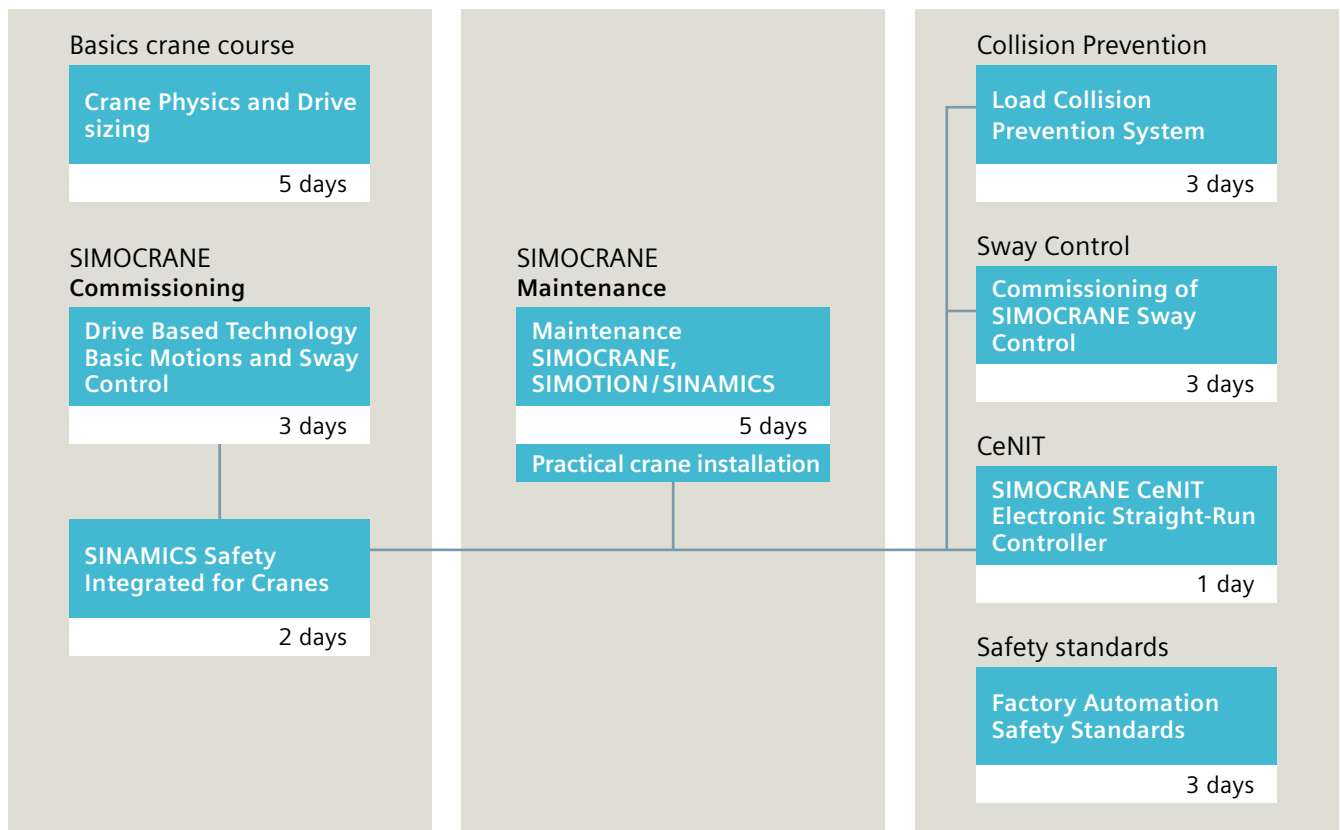 Basics crane course
Crane Physics and Drive
sizing
5 days
SIMOCRANE
Commissioning
Drive Based Technology
Basic Motions and Sway
Control
3 days
SINAMICS Safety
Integrated for Cranes
2 days
SIMOCRANE
Maintenance
Maintenance
SIMOCRANE,
SIMOTION/SINAMICS
5 days
Practical crane installation
Collision Prevention
Load Collision
Prevention System
3 days
Sway Control
Commissioning of
SIMOCRANE Sway
Control
3 days
CeNIT
SIMOCRANE CeNIT
Electronic Straight-Run
Controller
1 day
Safety standards
Factory Automation
Safety Standards
3 days